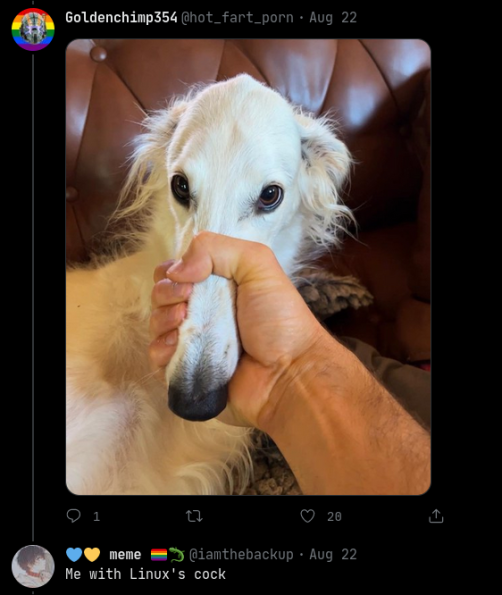 Goldenchimp354 @hot_fart_porn · Aug 22
1 20
💙💛 meme 🏳️‍🌈🦎 @iamthebackup · Aug 22
Me with Linux's cock